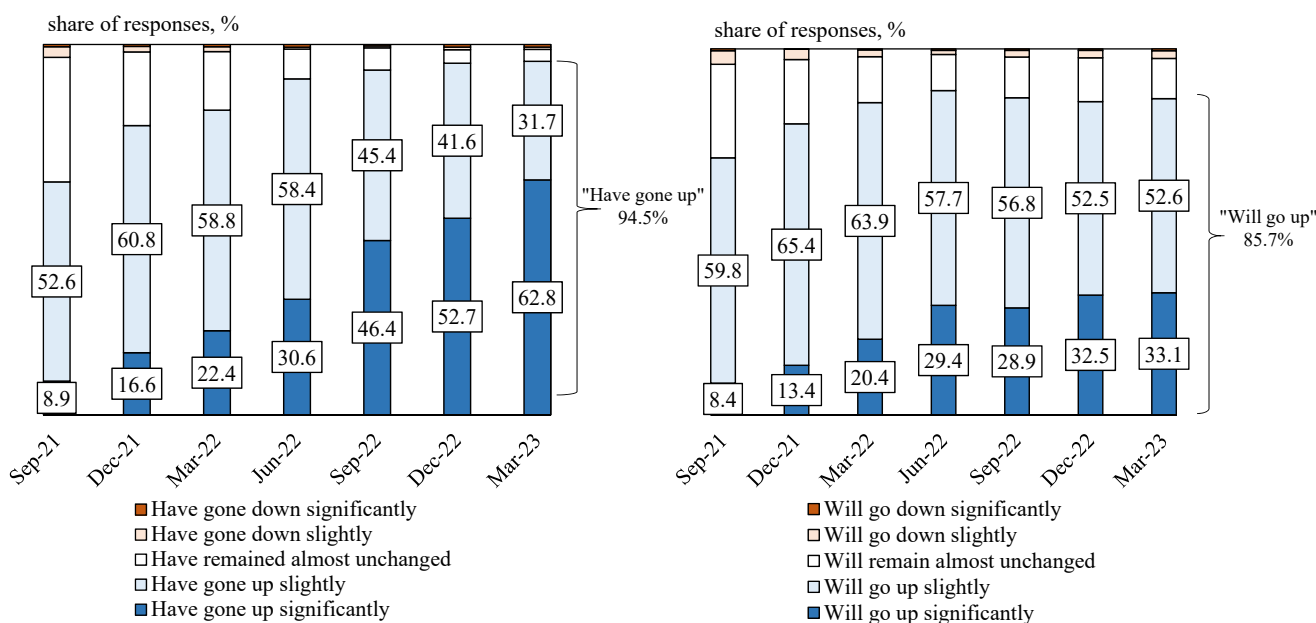 share of responses, %
52.6
8.9
60.8
16.6
58.8
22.4
58.4
30.6
45.4
46.4
41.6
52.7
31.7
62.8
"Have gone up"
94.5%
Sep-21
Dec-21
Mar-22
Jun-22
Sep-22
Dec-22
Mar-23
Have gone down significantly
Have gone down slightly
Have remained almost unchanged
Have gone up slightly
Have gone up significantly
share of responses, %
59.8
8.4
65.4
13.4
63.9
20.4
57.7
29.4
56.8
28.9
52.5
32.5
52.6
33.1
"Will go up"
85.7%
Sep-21
Dec-21
Mar-22
Jun-22
Sep-22
Dec-22
Mar-23
Will go down significantly
Will go down slightly
Will remain almost unchanged
Will go up slightly
Will go up significantly